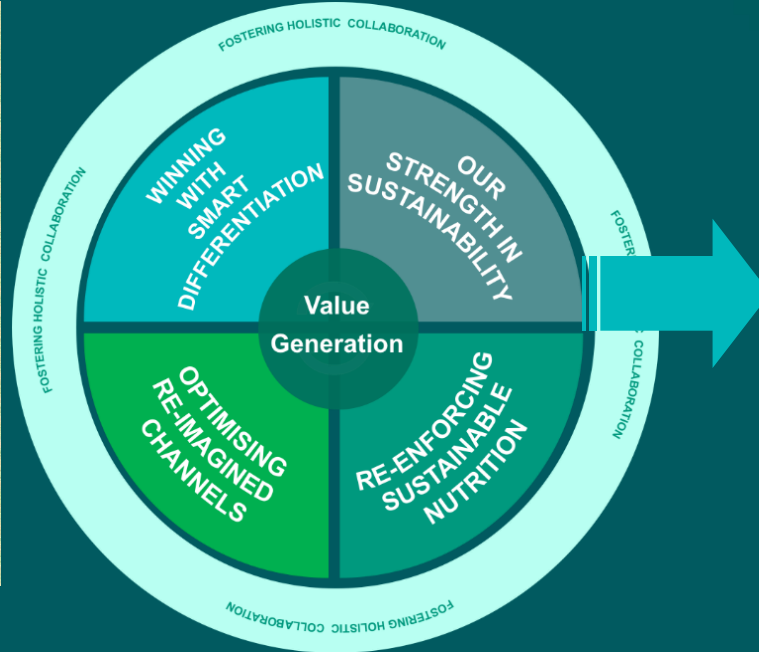 FOSTERING HOLISTIC COLLABORATION
WINNING
WITH
SMART
DIFFERENTIATION
OUR
STRENGTH IN
SUSTAINABILITY
Value
Generation
OPTIMISING
RE-IMAGINED
CHANNELS
RE-ENFORCING
SUSTAINABLE
NUTRITION
FOSTERING HOLISTIC COLLABORATION
COLLABORATION
FOSTERING HOLISTIC COLLABORATION